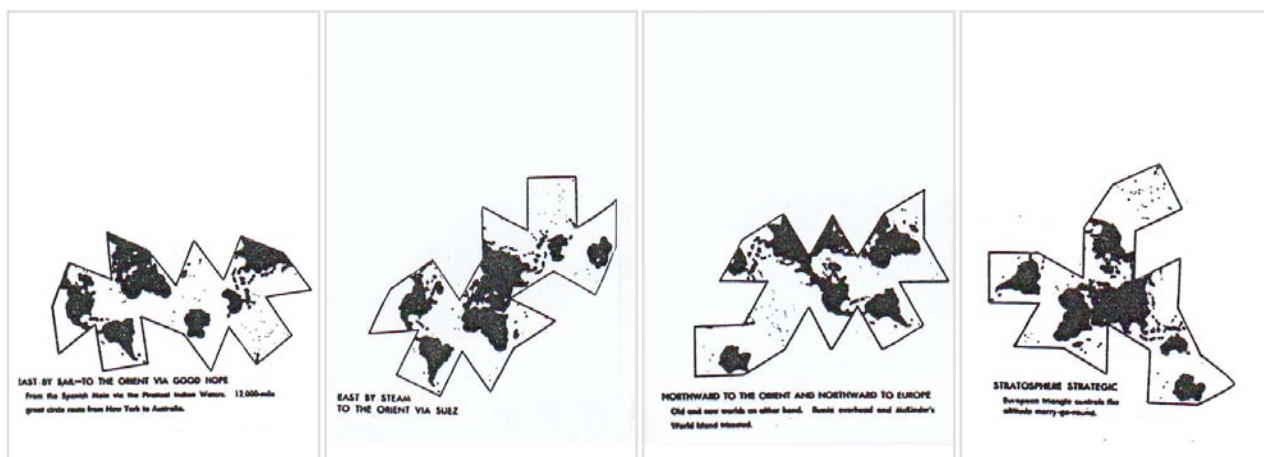 EAST BY SAIL—TO THE ORIENT VIA GOOD HOPE
From the Spanish Main via the Piratical Indian Waters. 12,000-mile
great circle route from New York to Australia.
EAST BY STEAM
TO THE ORIENT VIA SUEZ
NORTHWARD TO THE ORIENT AND NORTHWARD TO EUROPE
Old and new worlds on either hand. Russia overhead and McKinder's
World Island trisected.
STRATOSPHERE STRATEGIC
European triangle controls the
altitude merry-go-round.